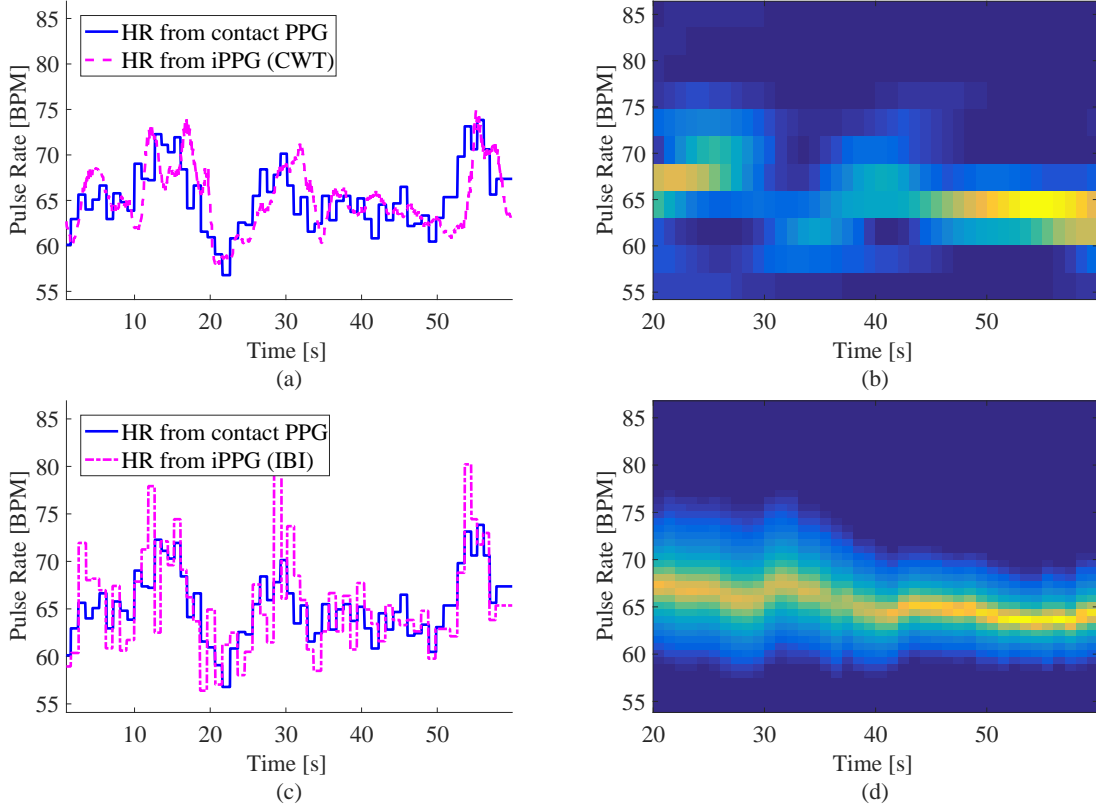 HR from contact PPG
HR from iPPG (CWT)
85
80
75
70
65
60
55
Pulse Rate [BPM]
10
20
30
40
50
Time [s]
(a)
85
80
75
70
65
60
55
Pulse Rate [BPM]
20
30
40
50
Time [s]
(b)
HR from contact PPG
HR from iPPG (IBI)
85
80
75
70
65
60
55
Pulse Rate [BPM]
10
20
30
40
50
Time [s]
(c)
85
80
75
70
65
60
55
Pulse Rate [BPM]
20
30
40
50
Time [s]
(d)